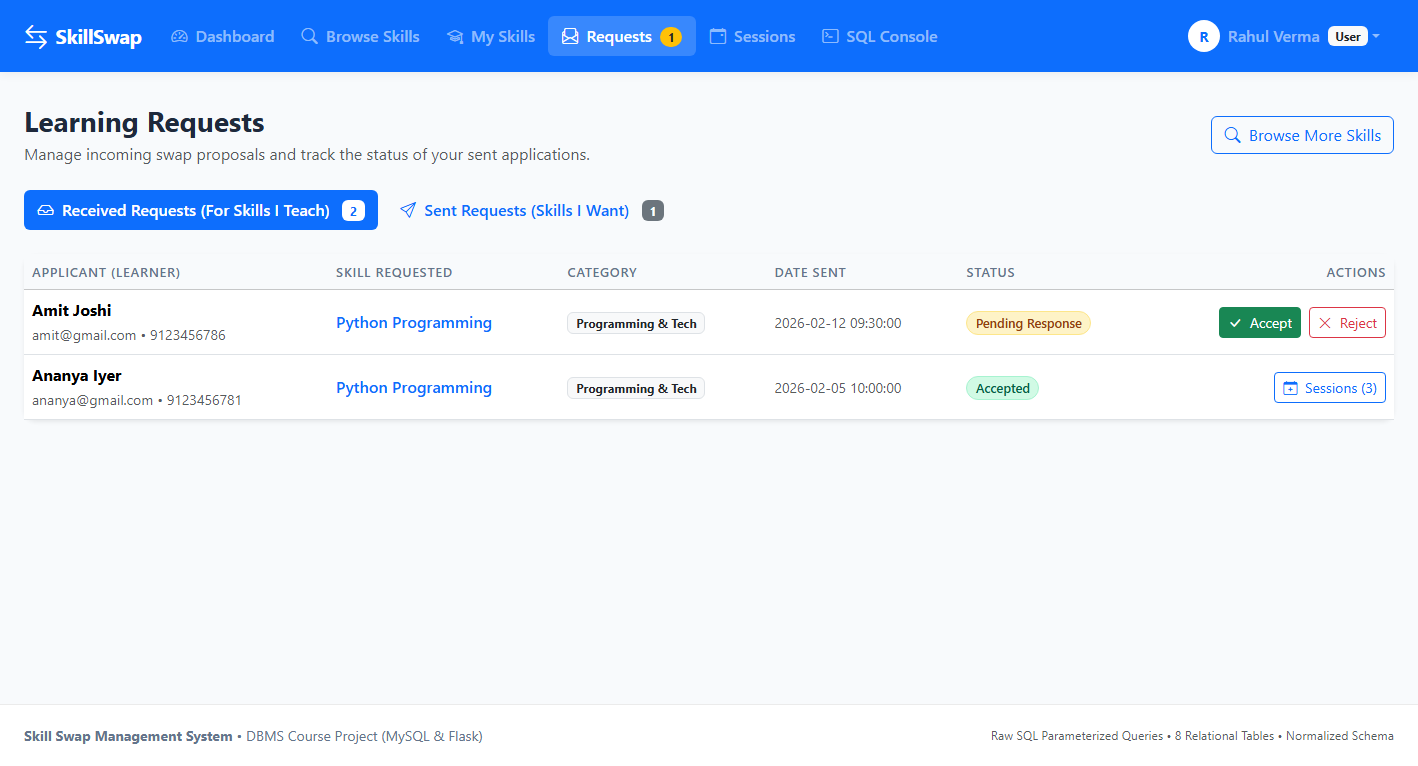 SkillSwap Dashboard Browse Skills My Skills Requests 1 Sessions SQL Console R Rahul Verma User
Learning Requests
Manage incoming swap proposals and track the status of your sent applications.
Browse More Skills
Received Requests (For Skills I Teach) 2 Sent Requests (Skills I Want) 1
APPLICANT (LEARNER) SKILL REQUESTED CATEGORY DATE SENT STATUS ACTIONS
Amit Joshi
amit@gmail.com • 9123456786
Python Programming Programming & Tech 2026-02-12 09:30:00 Pending Response Accept Reject
Ananya Iyer
ananya@gmail.com • 9123456781
Python Programming Programming & Tech 2026-02-05 10:00:00 Accepted Sessions (3)
Skill Swap Management System • DBMS Course Project (MySQL & Flask) Raw SQL Parameterized Queries • 8 Relational Tables • Normalized Schema